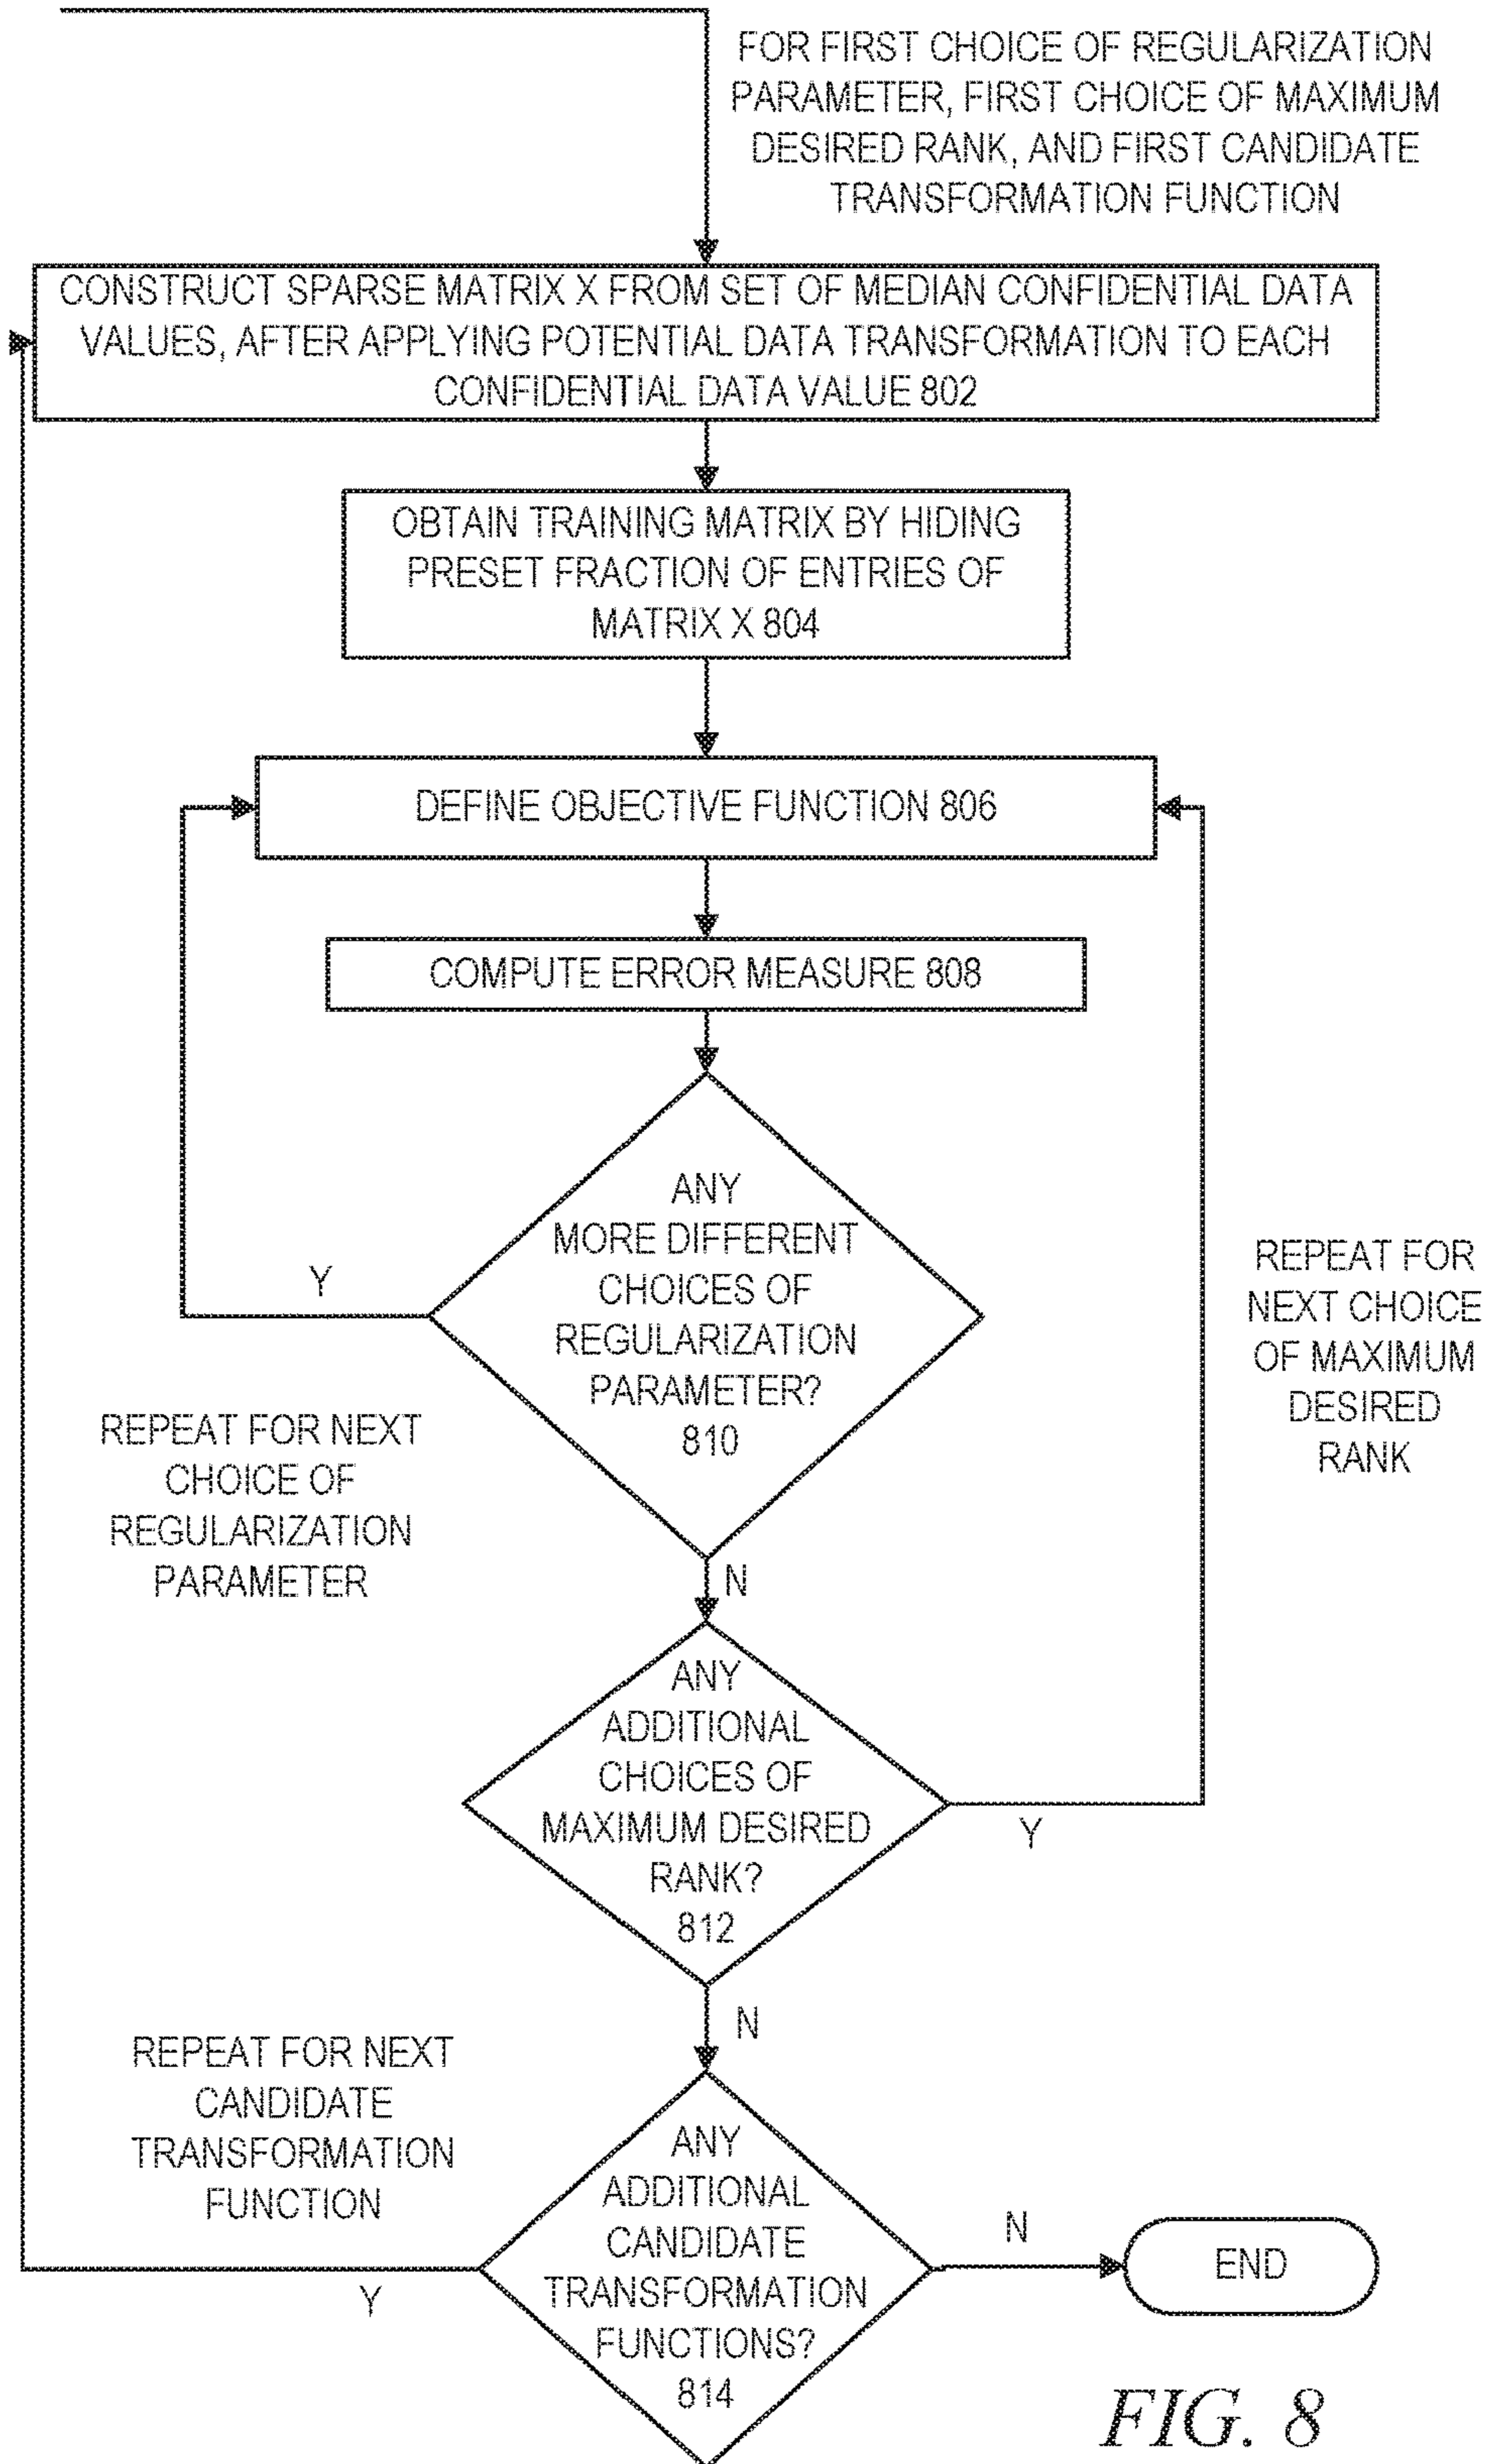 FOR FIRST CHOICE OF REGULARIZATION
PARAMETER, FIRST CHOICE OF MAXIMUM
DESIRED RANK, AND FIRST CANDIDATE
TRANSFORMATION FUNCTION
CONSTRUCT SPARSE MATRIX X FROM SET OF MEDIAN CONFIDENTIAL DATA
VALUES, AFTER APPLYING POTENTIAL DATA TRANSFORMATION TO EACH
CONFIDENTIAL DATA VALUE 802
OBTAIN TRAINING MATRIX BY HIDING
PRESET FRACTION OF ENTRIES OF
MATRIX X 804
DEFINE OBJECTIVE FUNCTION 806
COMPUTE ERROR MEASURE 808
ANY
MORE DIFFERENT
CHOICES OF
REGULARIZATION
PARAMETER?
810
Y
REPEAT FOR NEXT
CHOICE OF
REGULARIZATION
PARAMETER
REPEAT FOR
NEXT CHOICE
OF MAXIMUM
DESIRED
RANK
N
ANY
ADDITIONAL
CHOICES OF
MAXIMUM DESIRED
RANK?
812
Y
N
REPEAT FOR NEXT
CANDIDATE
TRANSFORMATION
FUNCTION
ANY
ADDITIONAL
CANDIDATE
TRANSFORMATION
FUNCTIONS?
814
Y
N
END
FIG. 8